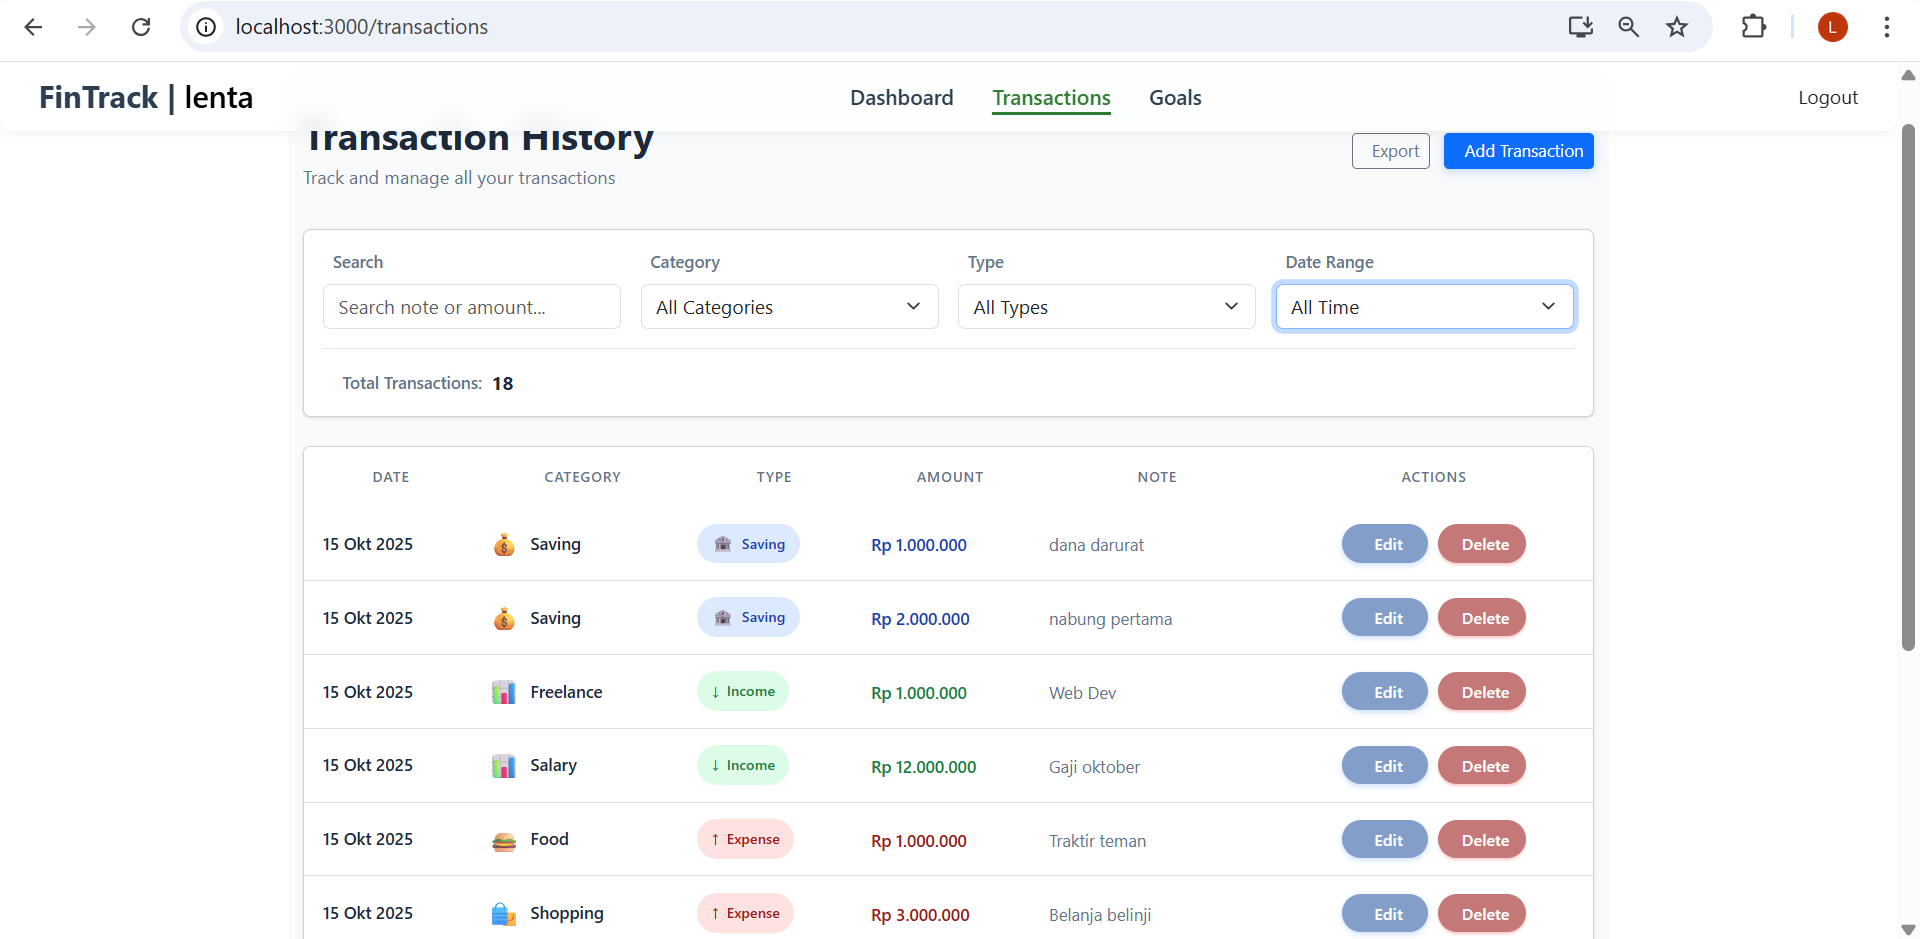 localhost:3000/transactions
L
FinTrack | lenta
Dashboard
Transactions
Goals
Logout
Transaction History
Track and manage all your transactions
Export
Add Transaction
Search
Category
Type
Date Range
Search note or amount...
All Categories
All Types
All Time
Total Transactions: 18
DATE CATEGORY TYPE AMOUNT NOTE ACTIONS
15 Okt 2025 Saving Saving Rp 1.000.000 dana darurat Edit Delete
15 Okt 2025 Saving Saving Rp 2.000.000 nabung pertama Edit Delete
15 Okt 2025 Freelance ↓ Income Rp 1.000.000 Web Dev Edit Delete
15 Okt 2025 Salary ↓ Income Rp 12.000.000 Gaji oktober Edit Delete
15 Okt 2025 Food ↑ Expense Rp 1.000.000 Traktir teman Edit Delete
15 Okt 2025 Shopping ↑ Expense Rp 3.000.000 Belanja belinji Edit Delete